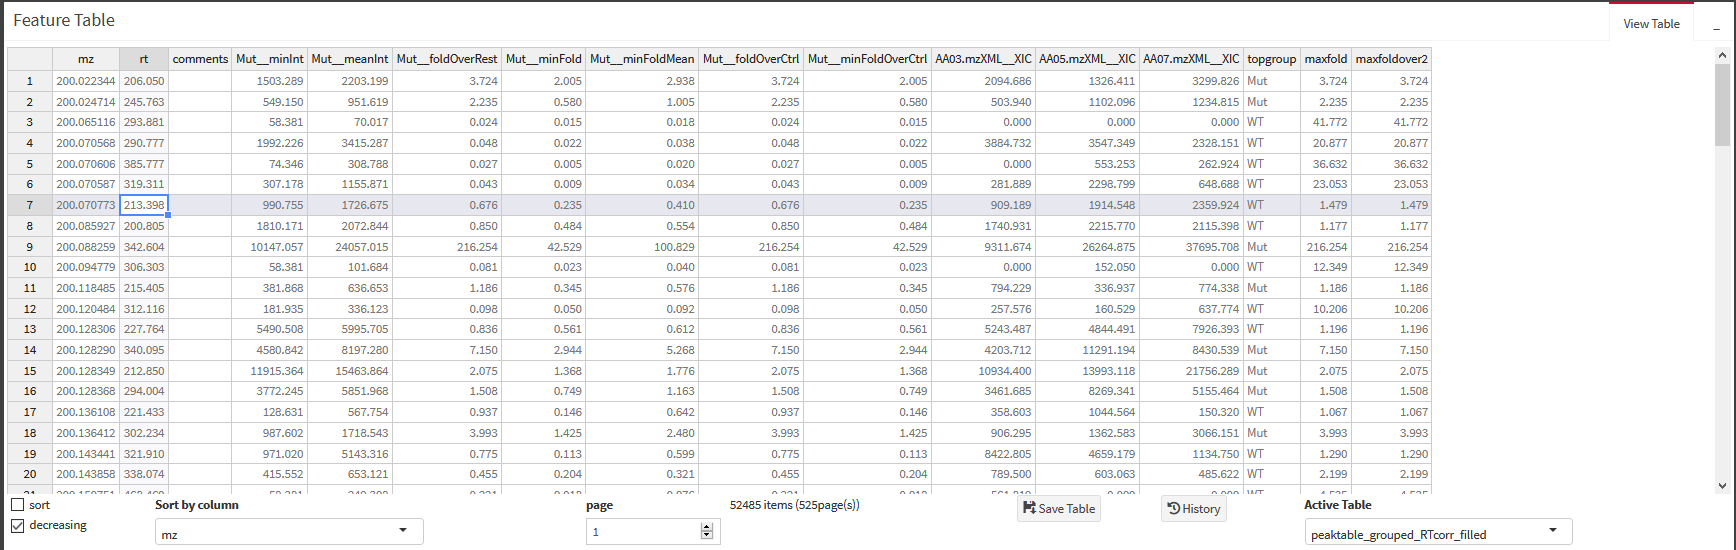 Feature Table
View Table
mz rt comments Mut__minInt Mut__meanInt Mut__foldOverRest Mut__minFold Mut__minFoldMean Mut__foldOverCtrl Mut__minFoldOverCtrl AA03.mzXML__XIC AA05.mzXML__XIC AA07.mzXML__XIC topgroup maxfold maxfoldover2
1 200.022344 206.050 1503.289 2203.199 3.724 2.005 2.938 3.724 2.005 2094.686 1326.411 3299.826 Mut 3.724 3.724
2 200.024714 245.763 549.150 951.619 2.235 0.580 1.005 2.235 0.580 503.940 1102.096 1234.815 Mut 2.235 2.235
3 200.065116 293.881 58.381 70.017 0.024 0.015 0.018 0.024 0.015 0.000 0.000 0.000 WT 41.772 41.772
4 200.070568 290.777 1992.226 3415.287 0.048 0.022 0.038 0.048 0.022 3884.732 3547.349 2328.151 WT 20.877 20.877
5 200.070606 385.777 74.346 308.788 0.027 0.005 0.020 0.027 0.005 0.000 553.253 262.924 WT 36.632 36.632
6 200.070587 319.311 307.178 1155.871 0.043 0.009 0.034 0.043 0.009 281.889 2298.799 648.688 WT 23.053 23.053
7 200.070773 213.398 990.755 1726.675 0.676 0.235 0.410 0.676 0.235 909.189 1914.548 2359.924 WT 1.479 1.479
8 200.085927 200.805 1810.171 2072.844 0.850 0.484 0.554 0.850 0.484 1740.931 2215.770 2115.398 WT 1.177 1.177
9 200.088259 342.604 10147.057 24057.015 216.254 42.529 100.829 216.254 42.529 9311.674 26264.875 37695.708 Mut 216.254 216.254
10 200.094779 306.303 58.381 101.684 0.081 0.023 0.040 0.081 0.023 0.000 152.050 0.000 WT 12.349 12.349
11 200.118485 215.405 381.868 636.653 1.186 0.345 0.576 1.186 0.345 794.229 336.937 774.338 Mut 1.186 1.186
12 200.120484 312.116 181.935 336.123 0.098 0.050 0.092 0.098 0.050 257.576 160.529 637.774 WT 10.206 10.206
13 200.128306 227.764 5490.508 5995.705 0.836 0.561 0.612 0.836 0.561 5243.487 4844.491 7926.393 WT 1.196 1.196
14 200.128290 340.095 4580.842 8197.280 7.150 2.944 5.268 7.150 2.944 4203.712 11291.194 8430.539 Mut 7.150 7.150
15 200.128349 212.850 11915.364 15463.864 2.075 1.368 1.776 2.075 1.368 10934.400 13993.118 21756.289 Mut 2.075 2.075
16 200.128368 294.004 3772.245 5851.968 1.508 0.749 1.163 1.508 0.749 3461.685 8269.341 5155.464 Mut 1.508 1.508
17 200.136108 221.433 128.631 567.754 0.937 0.146 0.642 0.937 0.146 358.603 1044.564 150.320 WT 1.067 1.067
18 200.136412 302.234 987.602 1718.543 3.993 1.425 2.480 3.993 1.425 906.295 1362.583 3066.151 Mut 3.993 3.993
19 200.143441 321.910 971.020 5143.316 0.775 0.113 0.599 0.775 0.113 8422.805 4659.179 1134.750 WT 1.290 1.290
20 200.143858 338.074 415.552 653.121 0.455 0.204 0.321 0.455 0.204 789.500 603.063 485.622 WT 2.199 2.199
sort
decreasing
Sort by column
mz
page
1
52485 items (525page(s))
Save Table
History
Active Table
peaktable_grouped_RTcorr_filled